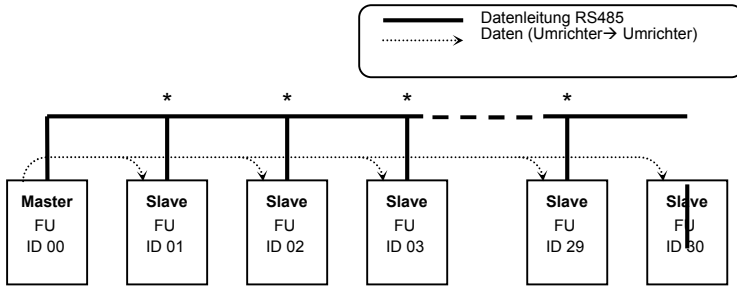 Datenleitung RS485
Daten (Umrichter→ Umrichter)
* * * *
Master Slave Slave Slave Slave Slave
FU FU FU FU FU FU
ID 00 ID 01 ID 02 ID 03 ID 29 ID 30